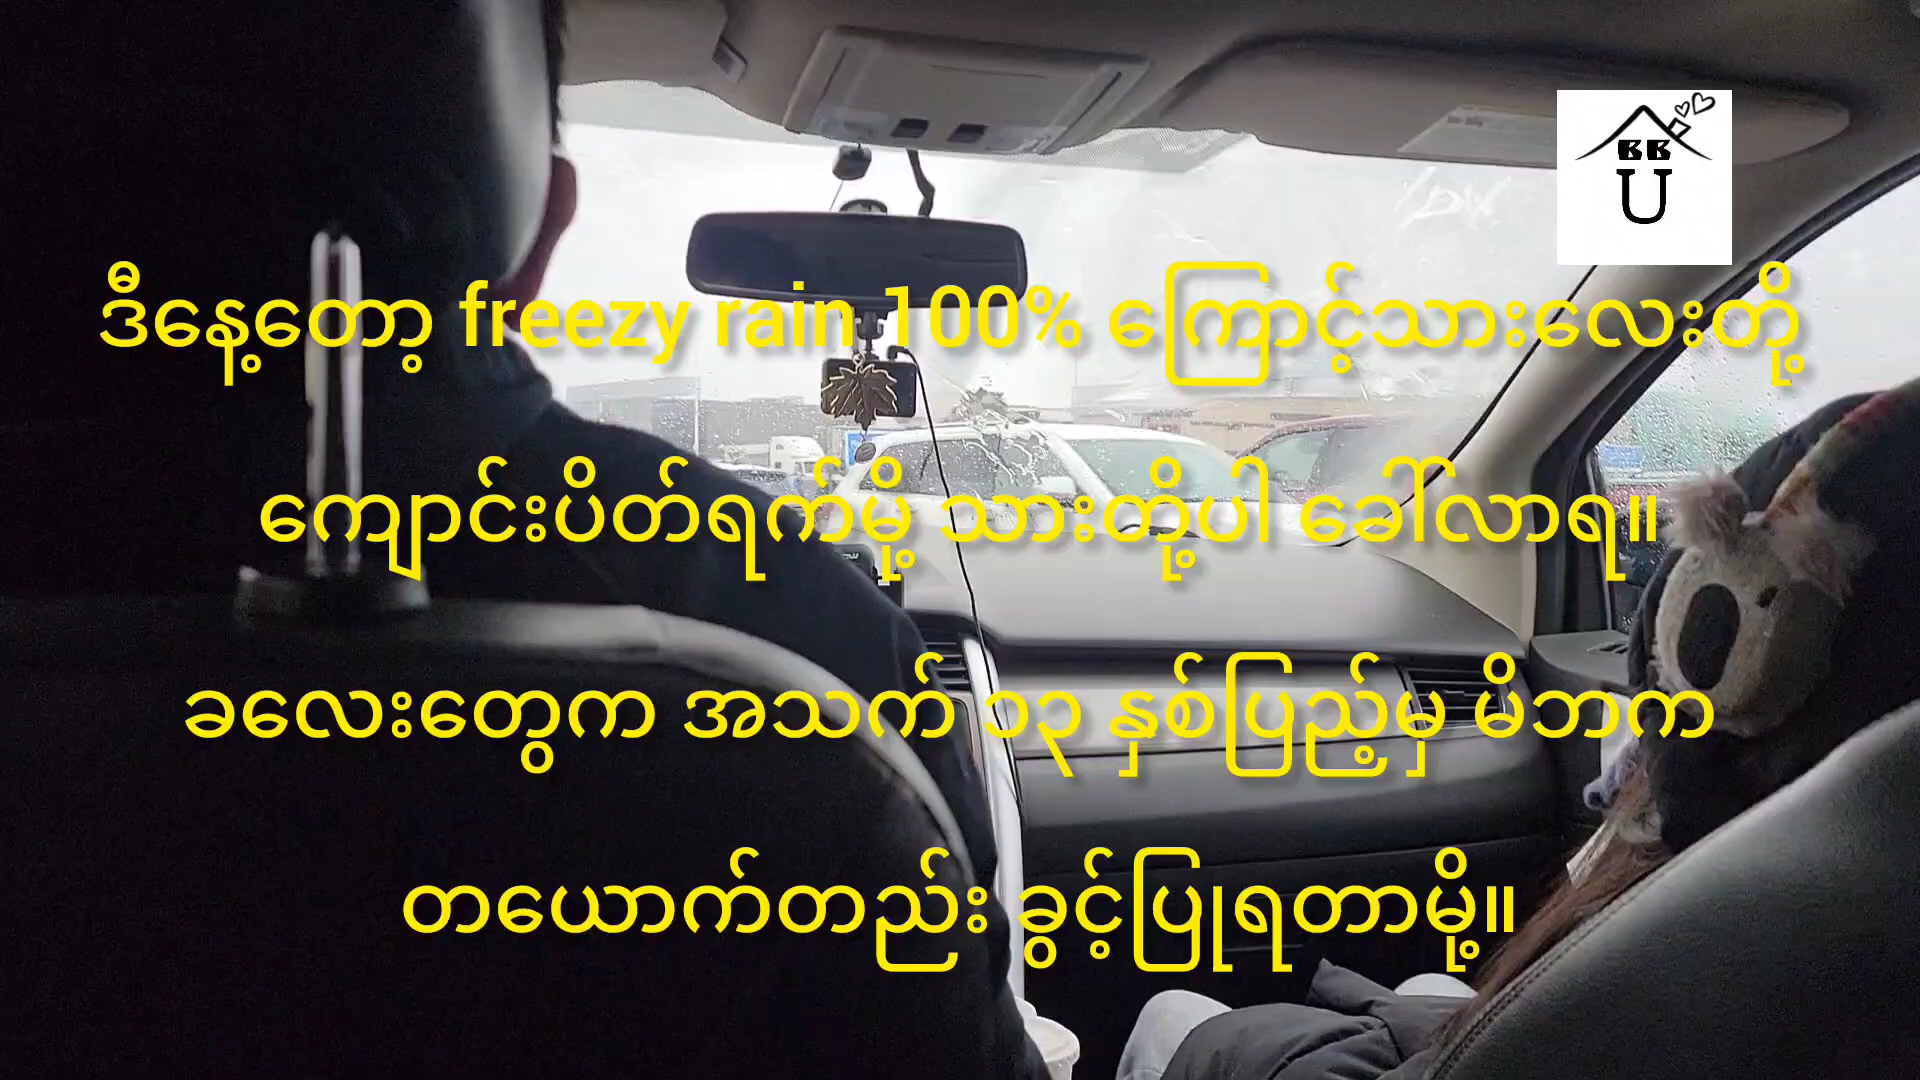 BB
U
ဒီနေ့တော့ freezy rain 100% ကြောင့်သားလေးတို့
ကျောင်းပိတ်ရက်မို့ သားတို့ပါ ခေါ်လာရ။
ခလေးတွေက အသက် ၁၃ နှစ်ပြည့်မှ မိဘက
တယောက်တည်း ခွင့်ပြုရတာမို့။